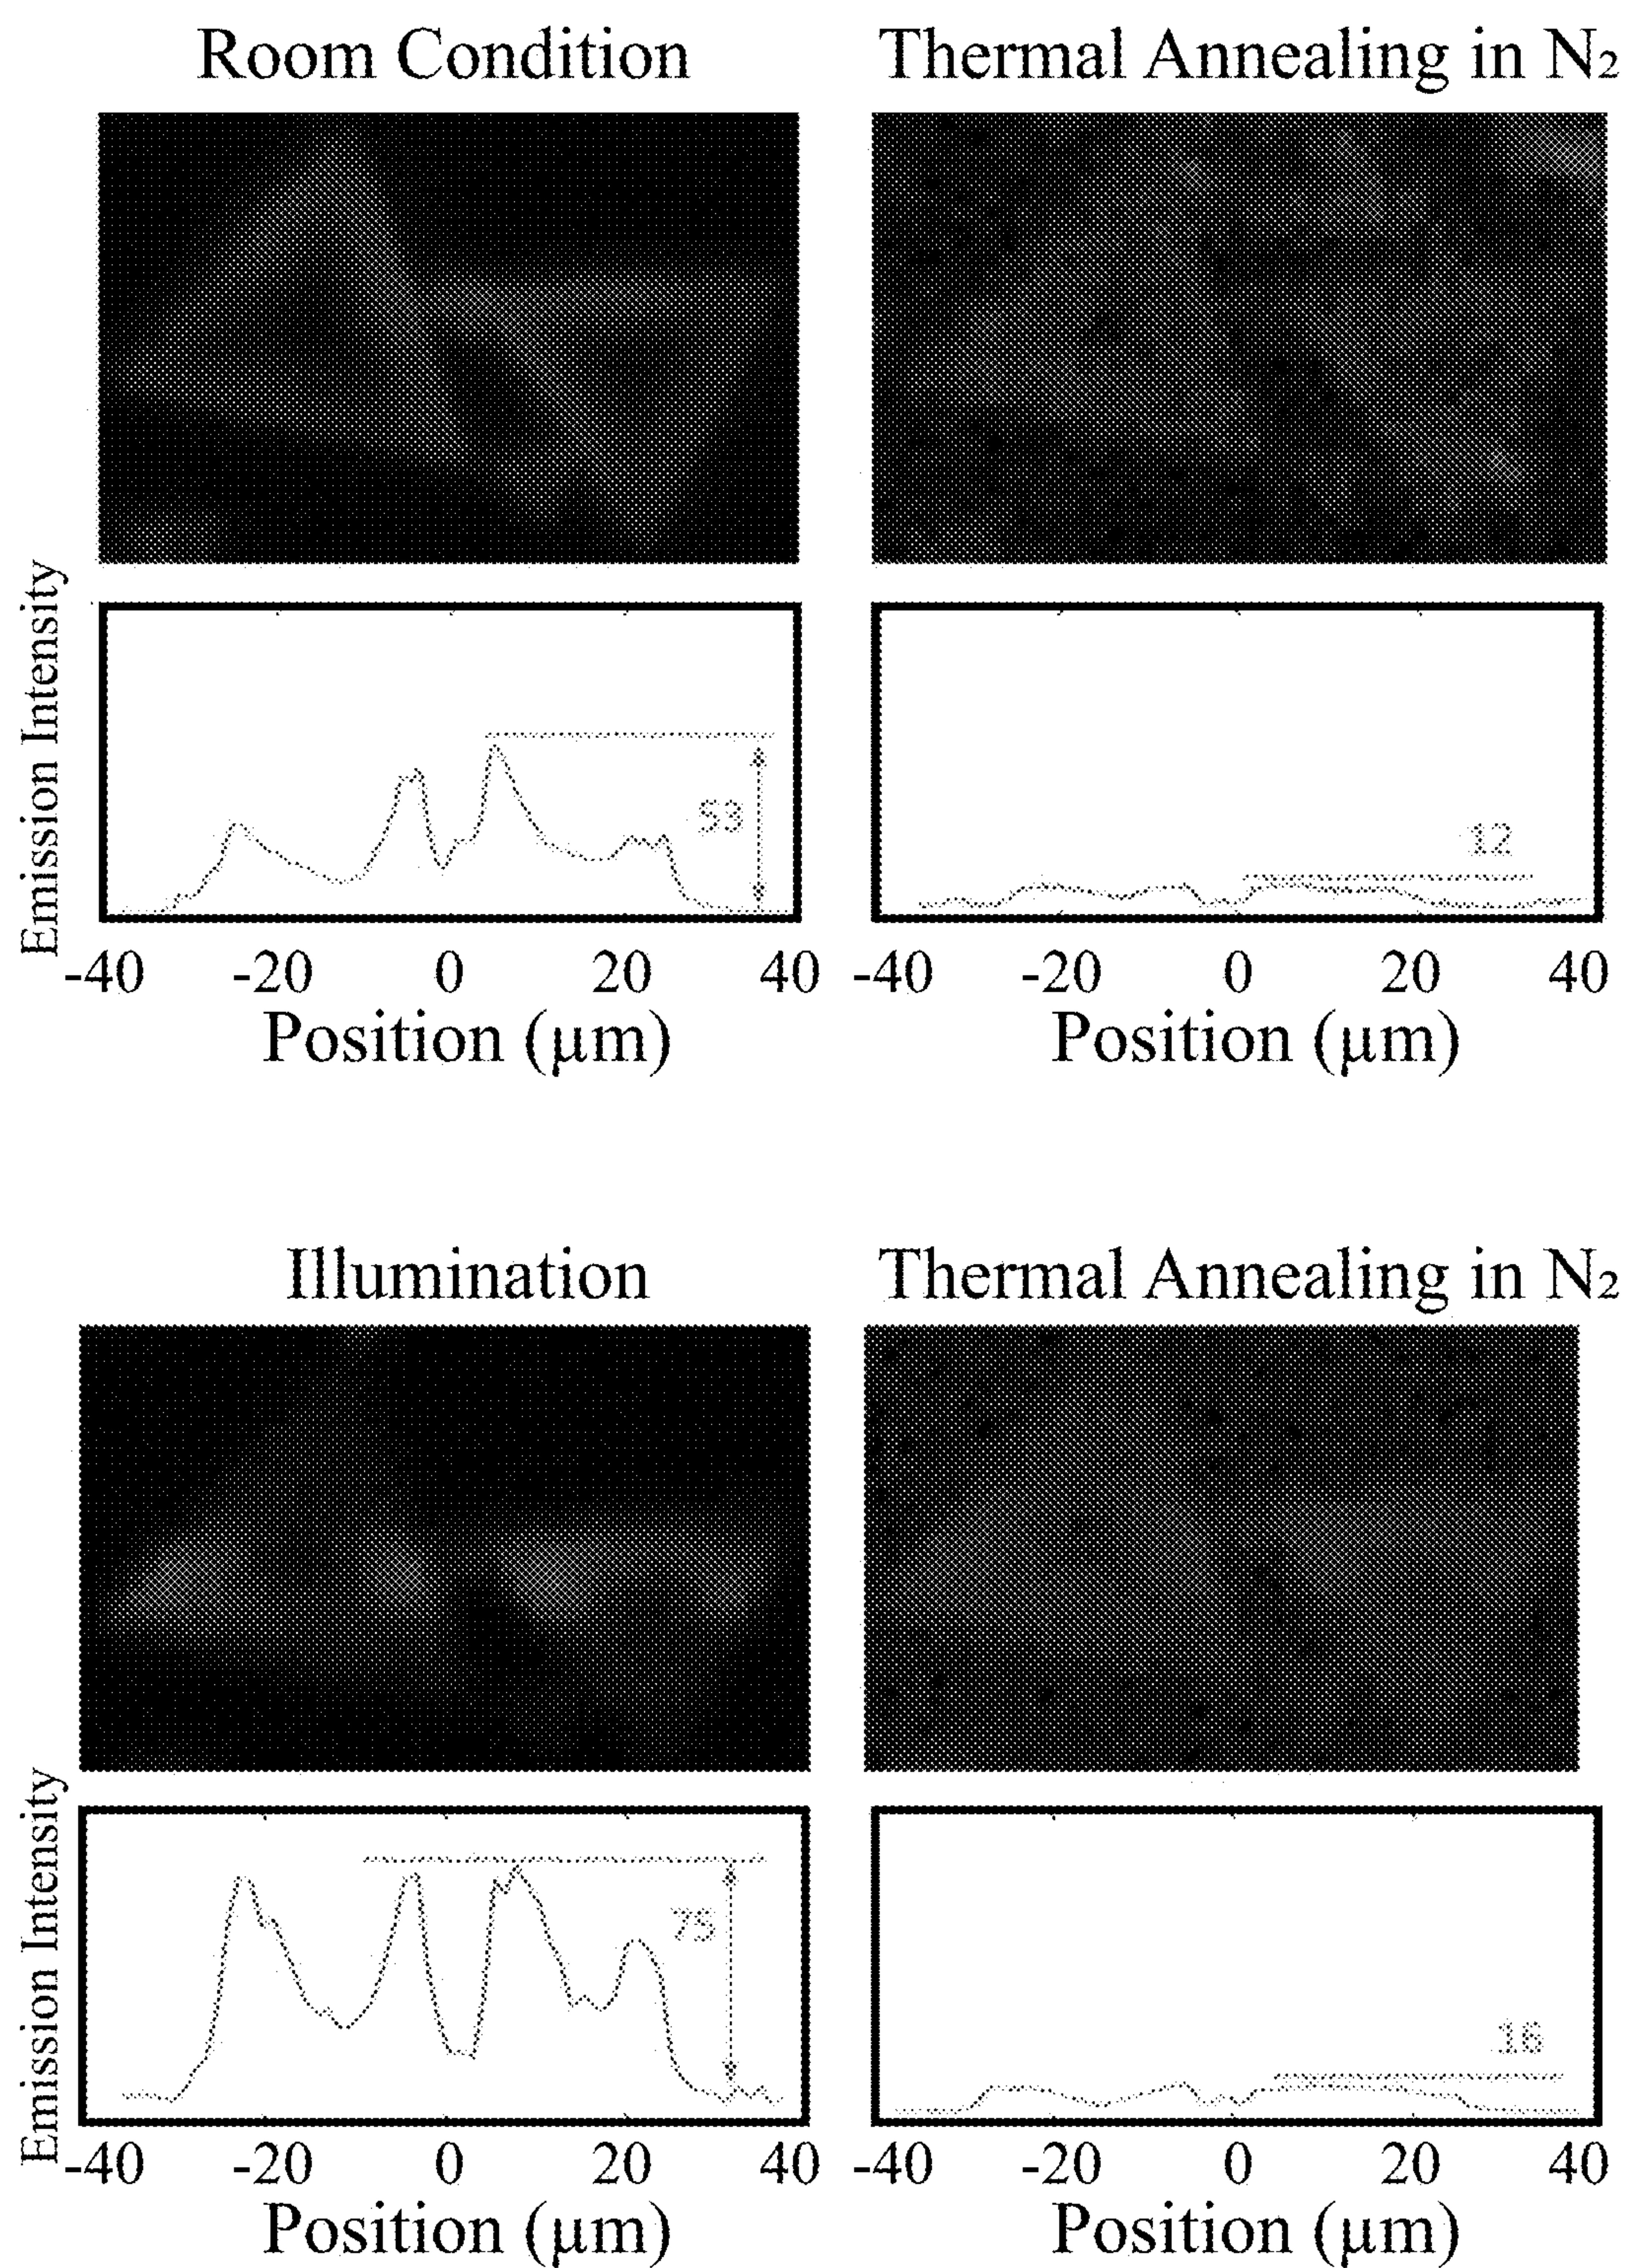 Room Condition
Thermal Annealing in N₂
Emission Intensity
53
12
-40 -20 0 20 40
-40 -20 0 20 40
Position (μm)
Position (μm)
Illumination
Thermal Annealing in N₂
Emission Intensity
75
16
-40 -20 0 20 40
-40 -20 0 20 40
Position (μm)
Position (μm)